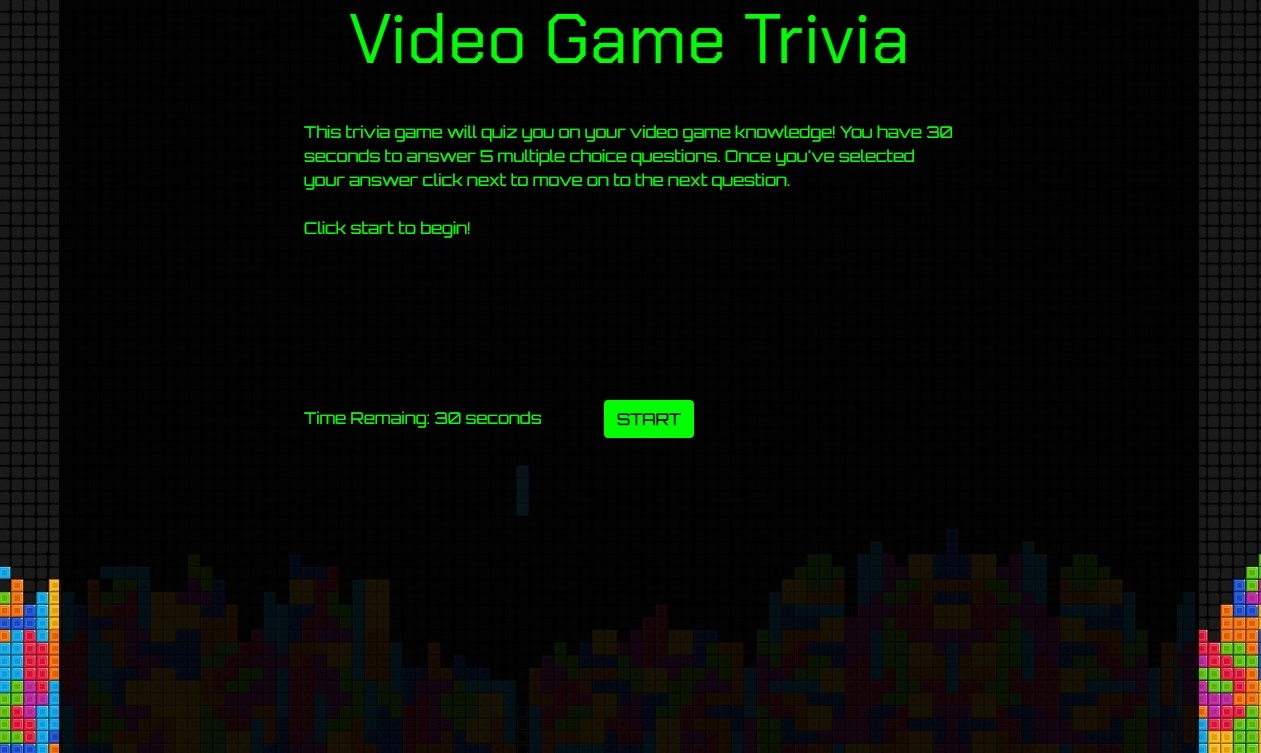 Video Game Trivia
This trivia game will quiz you on your video game knowledge! You have 30
seconds to answer 5 multiple choice questions. Once you've selected
your answer click next to move on to the next question.
Click start to begin!
Time Remaing: 30 seconds
START